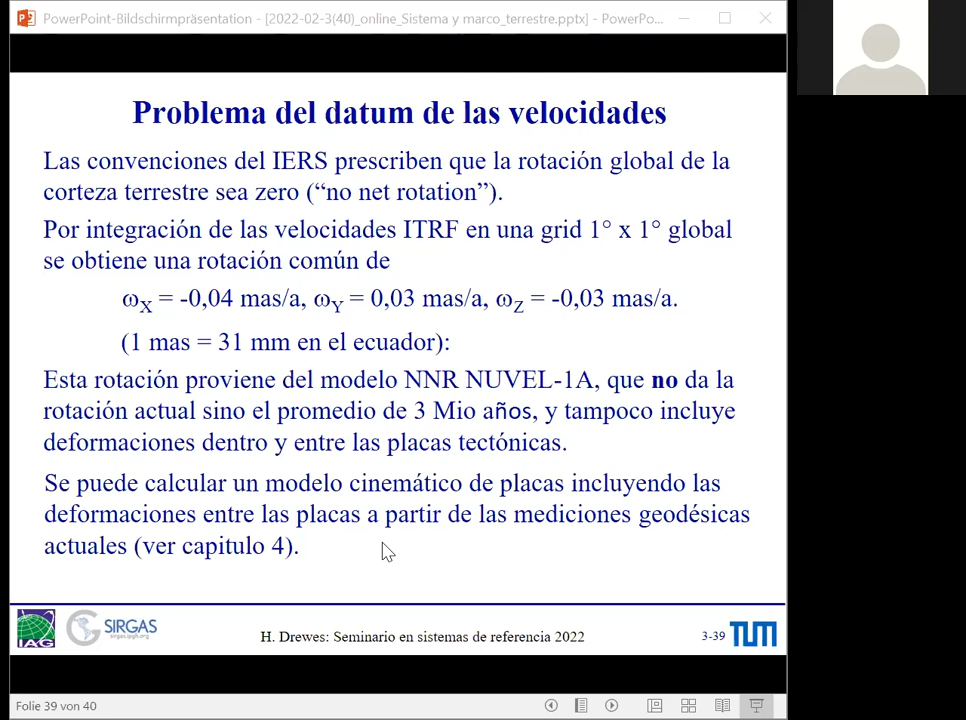 PowerPoint-Bildschirmpräsentation - [2022-02-3(40)_online_Sistema y marco_terrestre.pptx] - PowerPo...
Problema del datum de las velocidades
Las convenciones del IERS prescriben que la rotación global de la
corteza terrestre sea zero (“no net rotation”).
Por integración de las velocidades ITRF en una grid 1° x 1° global
se obtiene una rotación común de
ωX = -0,04 mas/a, ωY = 0,03 mas/a, ωZ = -0,03 mas/a.
(1 mas = 31 mm en el ecuador):
Esta rotación proviene del modelo NNR NUVEL-1A, que no da la
rotación actual sino el promedio de 3 Mio años, y tampoco incluye
deformaciones dentro y entre las placas tectónicas.
Se puede calcular un modelo cinemático de placas incluyendo las
deformaciones entre las placas a partir de las mediciones geodésicas
actuales (ver capitulo 4).
IAG
SIRGAS
sirgas.ipgh.org
H. Drewes: Seminario en sistemas de referencia 2022
3-39
TUM
Folie 39 von 40